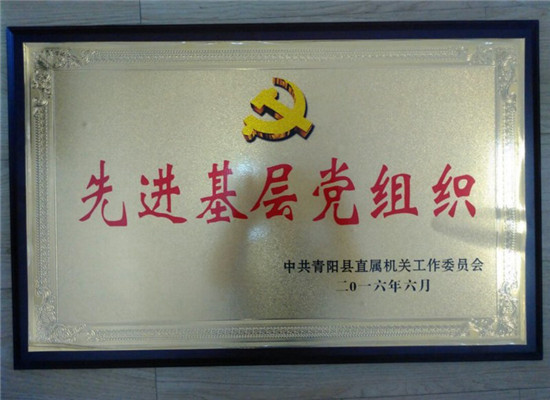 先进基层党组织
中共青阳县直属机关工作委员会
二0一六年六月